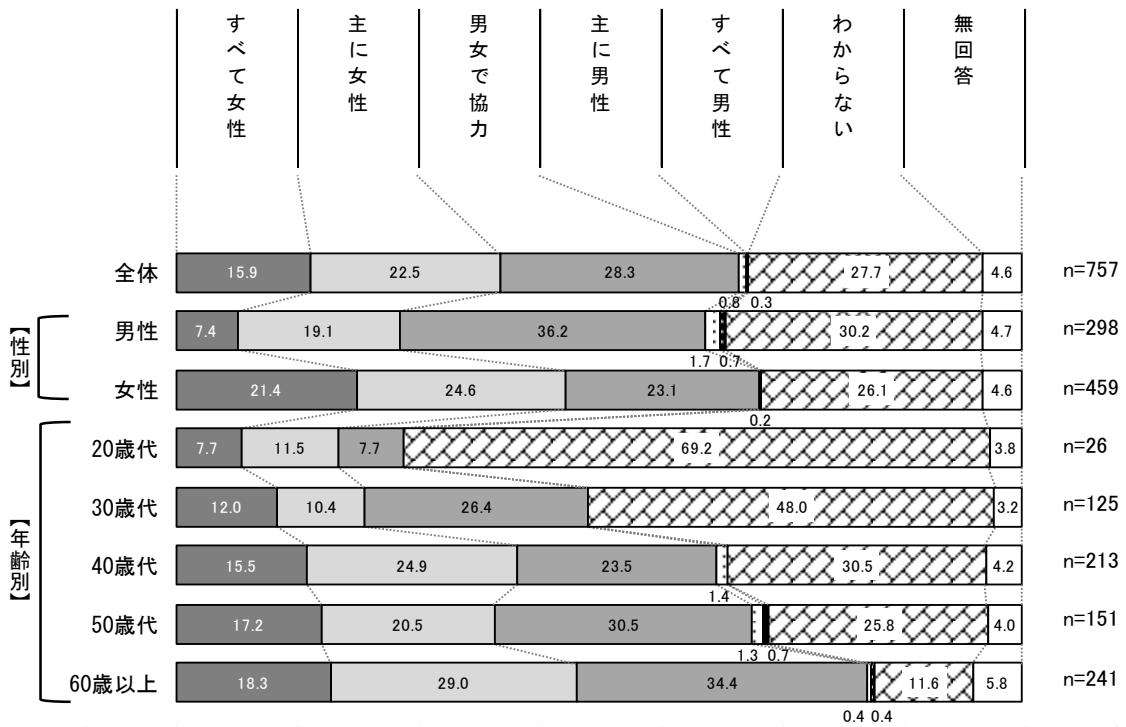 すべて女性
主に女性
男女で協力
主に男性
すべて男性
わからない
無回答
全体 15.9 22.5 28.3 27.7 4.6 n=757
0.8 0.3
【性別】
男性 7.4 19.1 36.2 30.2 4.7 n=298
1.7 0.7
女性 21.4 24.6 23.1 26.1 4.6 n=459
0.2
【年齢別】
20歳代 7.7 11.5 7.7 69.2 3.8 n=26
30歳代 12.0 10.4 26.4 48.0 3.2 n=125
40歳代 15.5 24.9 23.5 30.5 4.2 n=213
1.4
50歳代 17.2 20.5 30.5 25.8 4.0 n=151
1.3 0.7
60歳以上 18.3 29.0 34.4 11.6 5.8 n=241
0.4 0.4